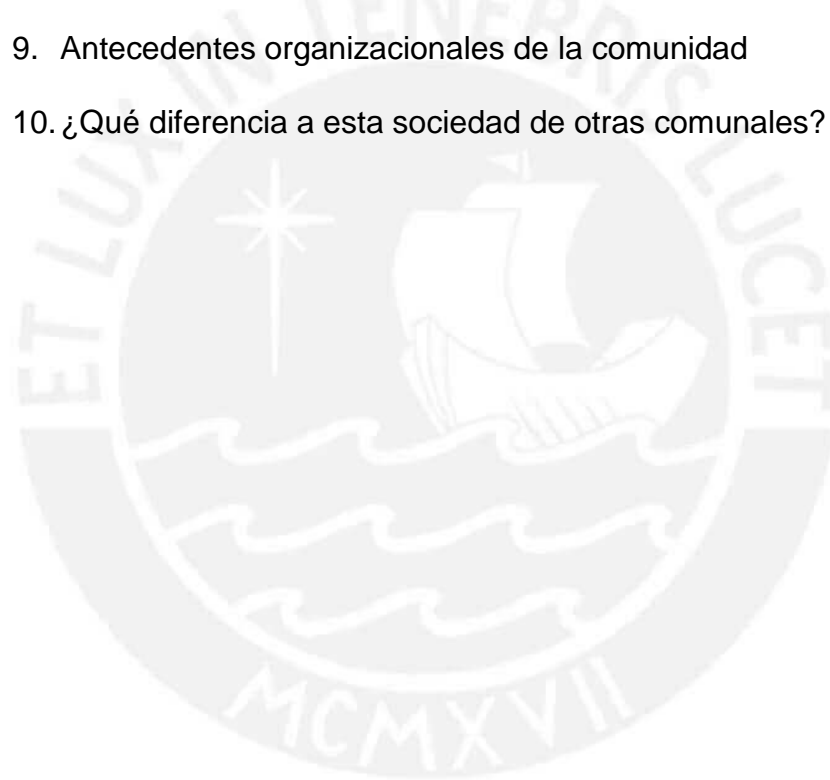 9. Antecedentes organizacionales de la comunidad
10. ¿Qué diferencia a esta sociedad de otras comunales?
ET LUX IN TENEBRIS LUCET
MCMXVII